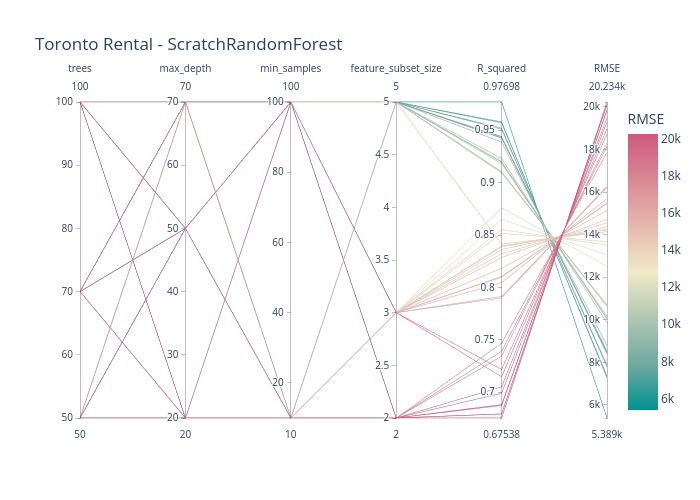 Toronto Rental - ScratchRandomForest
trees max_depth min_samples feature_subset_size R_squared RMSE
100 70 100 5 0.97698 20.234k
100 70 100 5 20k
0.95
90 60 80 4.5 18k
0.9
80 50 60 4 16k
0.85
14k
70 40 40 3.5 0.8 12k
3
60 30 20 2.5 0.75 10k
0.7 8k
50 20 2 6k
50 20 10 2 0.67538 5.389k
RMSE
20k
18k
16k
14k
12k
10k
8k
6k